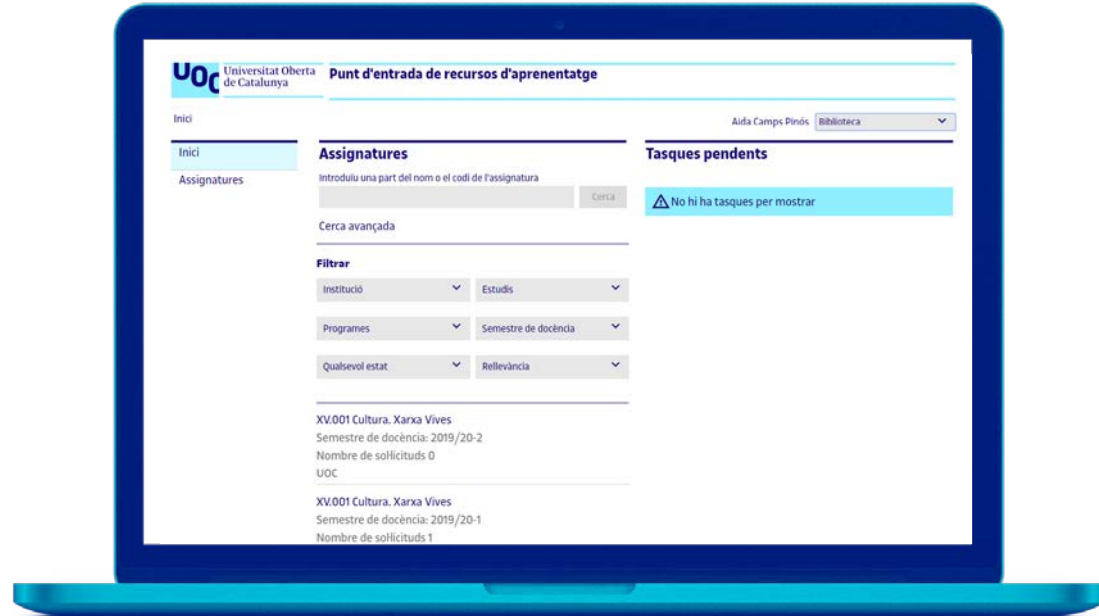 UOC
Universitat Oberta
de Catalunya
Punt d'entrada de recursos d'aprenentatge
Inici
Aida Camps Pinós
Biblioteca
Inici
Assignatures
Assignatures
Introduïu una part del nom o el codi de l'assignatura
Cerca
Cerca avançada
Filtrar
Institució
Estudis
Programes
Semestre de docència
Qualsevol estat
Rellevància
XV.001 Cultura. Xarxa Vives
Semestre de docència: 2019/20-2
Nombre de sol·licituds 0
UOC
XV.001 Cultura. Xarxa Vives
Semestre de docència: 2019/20-1
Nombre de sol·licituds 1
Tasques pendents
No hi ha tasques per mostrar